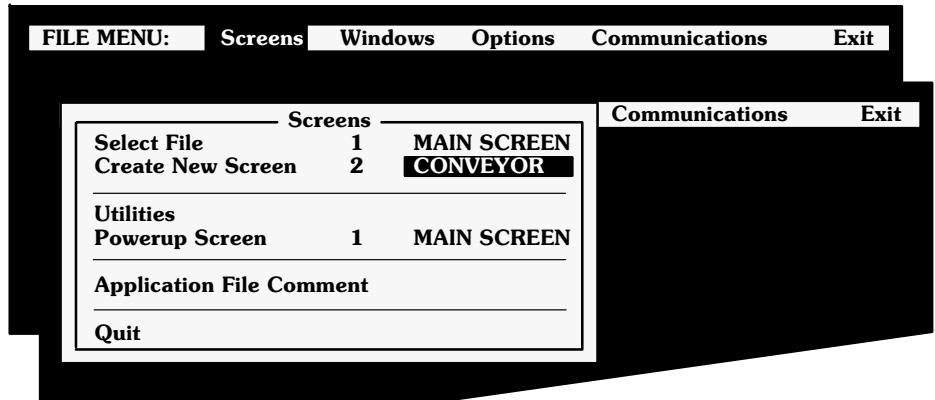 FILE MENU: Screens Windows Options Communications Exit
Communications Exit
Screens
Select File 1 MAIN SCREEN
Create New Screen 2 CONVEYOR
Utilities
Powerup Screen 1 MAIN SCREEN
Application File Comment
Quit